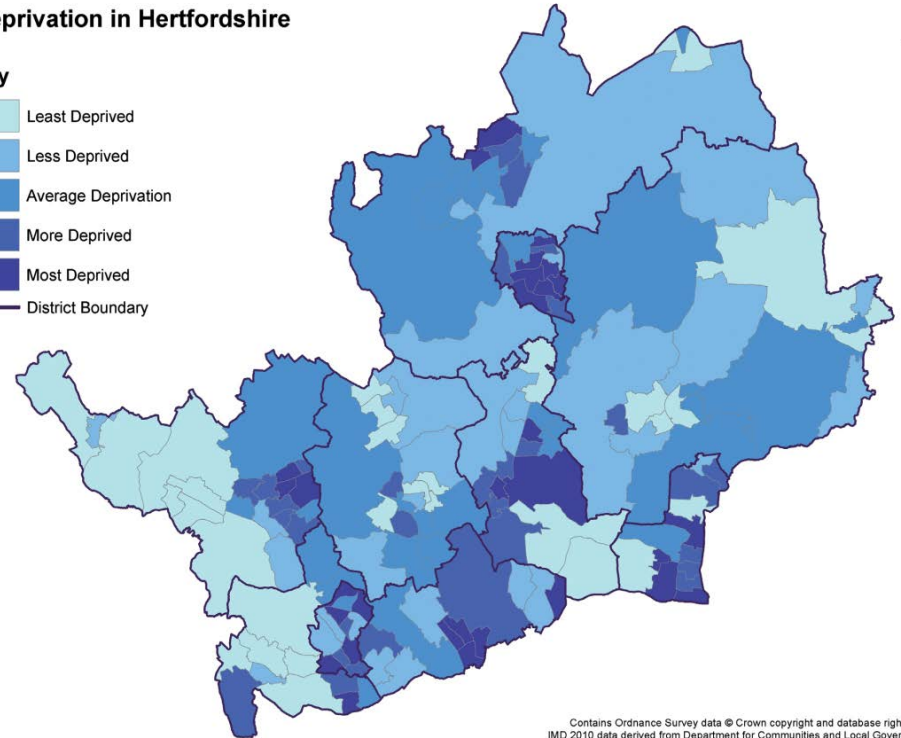 eprivation in Hertfordshire
y
Least Deprived
Less Deprived
Average Deprivation
More Deprived
Most Deprived
District Boundary
Contains Ordnance Survey data © Crown copyright and database righ
IMD 2010 data derived from Department for Communities and Local Gover